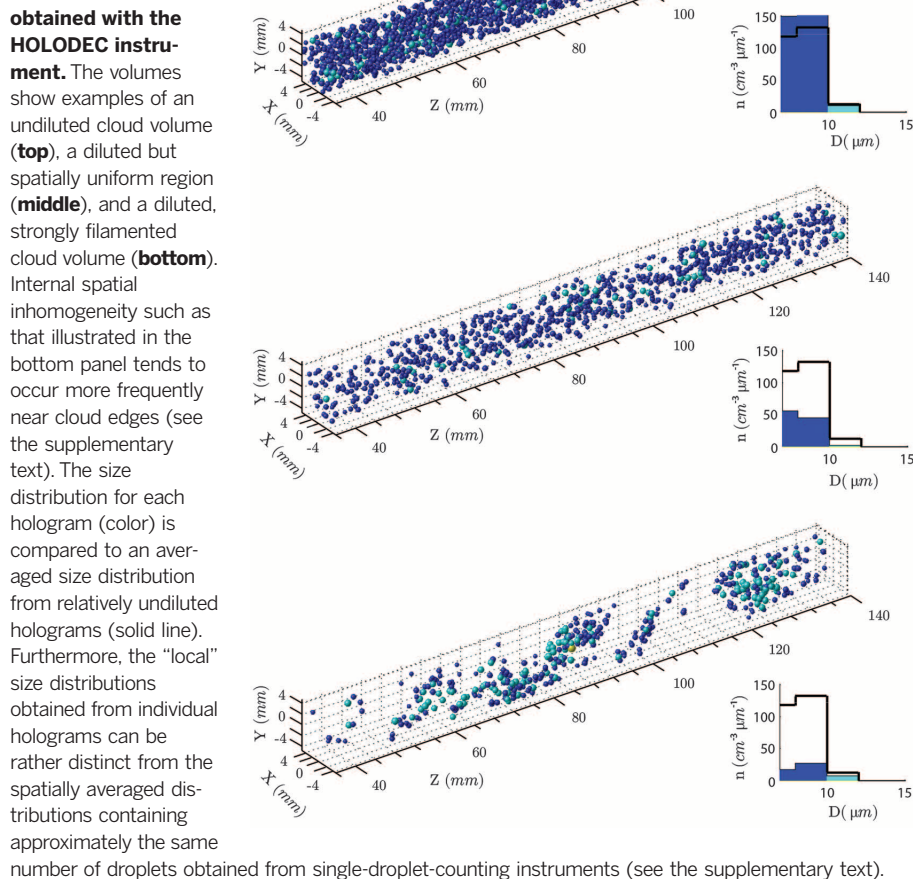 obtained with the
HOLODEC instru-
ment. The volumes
show examples of an
undiluted cloud volume
(top), a diluted but
spatially uniform region
(middle), and a diluted,
strongly filamented
cloud volume (bottom).
Internal spatial
inhomogeneity such as
that illustrated in the
bottom panel tends to
occur more frequently
near cloud edges (see
the supplementary
text). The size
distribution for each
hologram (color) is
compared to an aver-
aged size distribution
from relatively undiluted
holograms (solid line).
Furthermore, the “local”
size distributions
obtained from individual
holograms can be
rather distinct from the
spatially averaged dis-
tributions containing
approximately the same
number of droplets obtained from single-droplet-counting instruments (see the supplementary text).
Y (mm)
4
0
-4
X (mm)
4
0
-4
40
60
80
100
Z (mm)
n (cm⁻³ μm⁻¹)
150
100
50
0
10
15
D( μm)
Y (mm)
4
0
-4
X (mm)
4
0
-4
40
60
80
100
120
140
Z (mm)
n (cm⁻³ μm⁻¹)
150
100
50
0
10
15
D( μm)
Y (mm)
4
0
-4
X (mm)
4
0
-4
40
60
80
100
120
140
Z (mm)
n (cm⁻³ μm⁻¹)
150
100
50
0
10
15
D( μm)